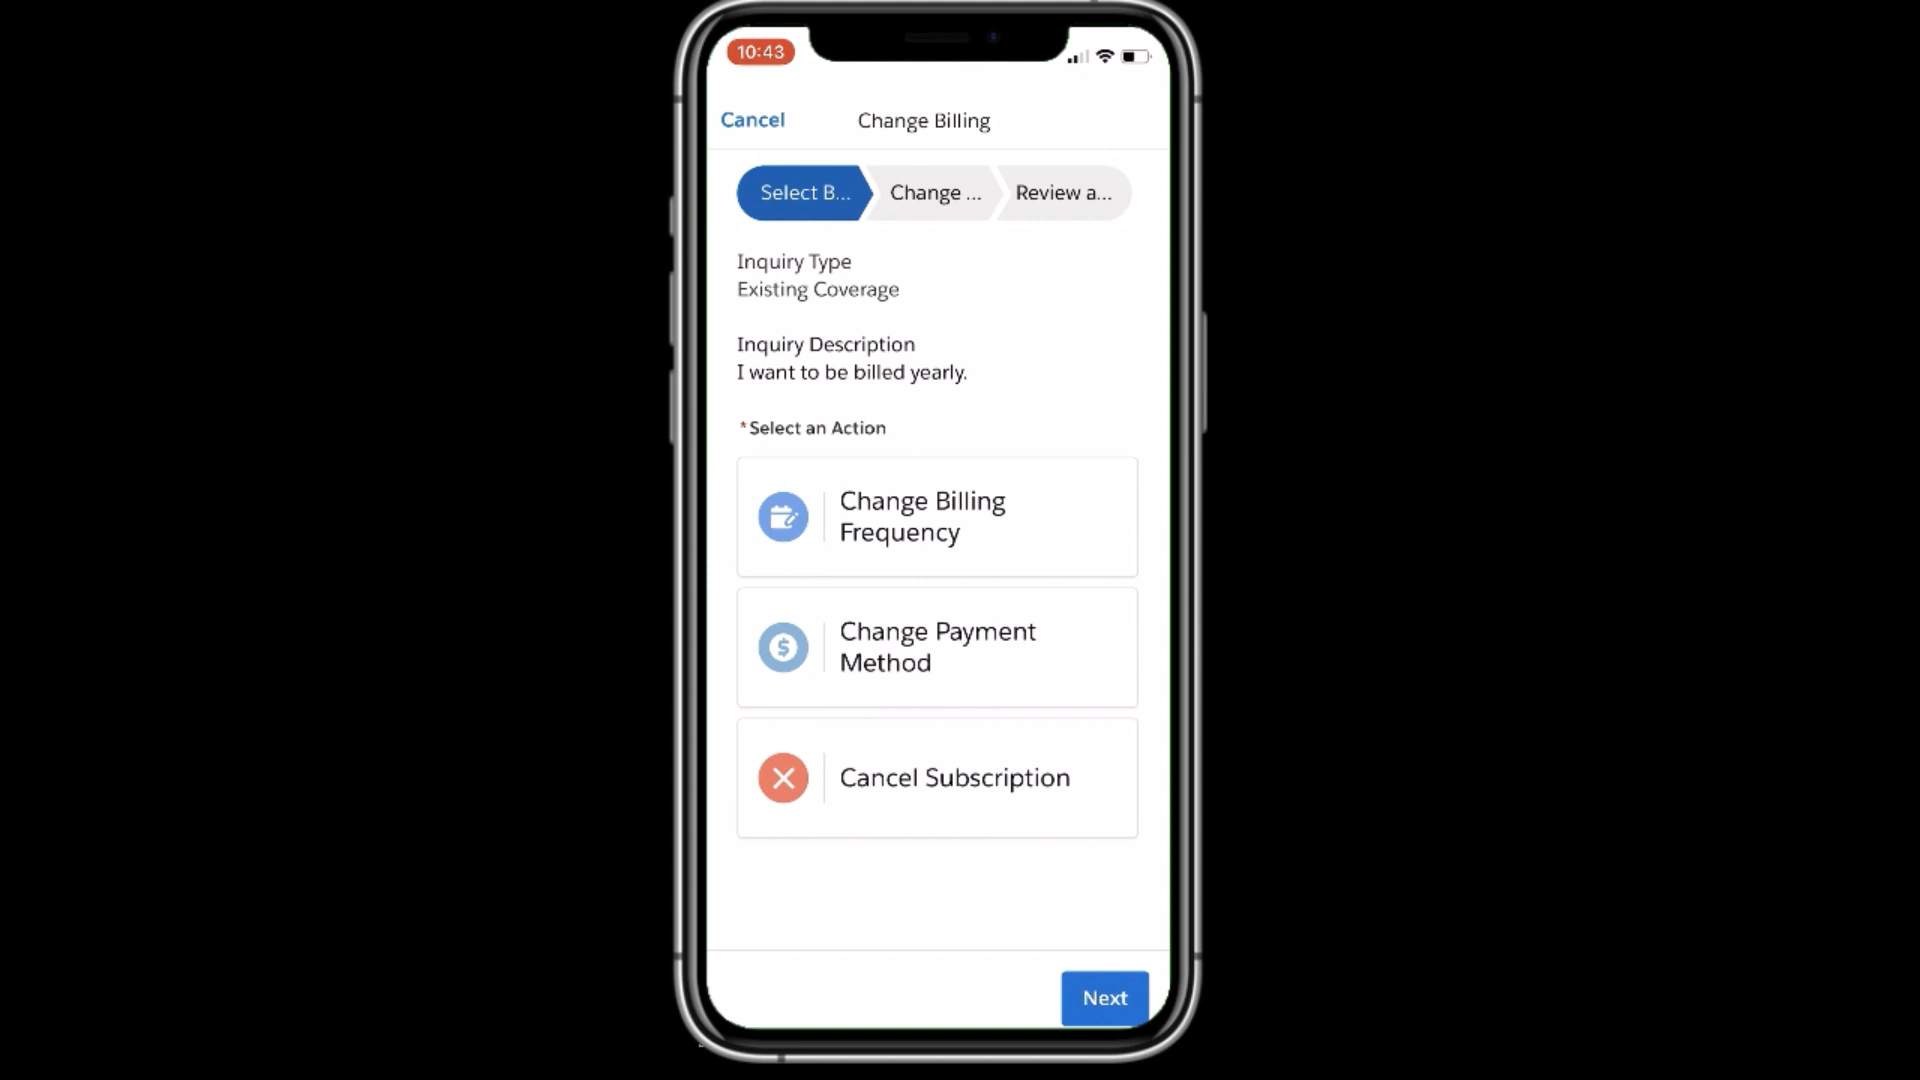 10:43
Cancel
Change Billing
Select B...
Change ...
Review a...
Inquiry Type
Existing Coverage
Inquiry Description
I want to be billed yearly.
*Select an Action
Change Billing
Frequency
$
Change Payment
Method
Cancel Subscription
Next